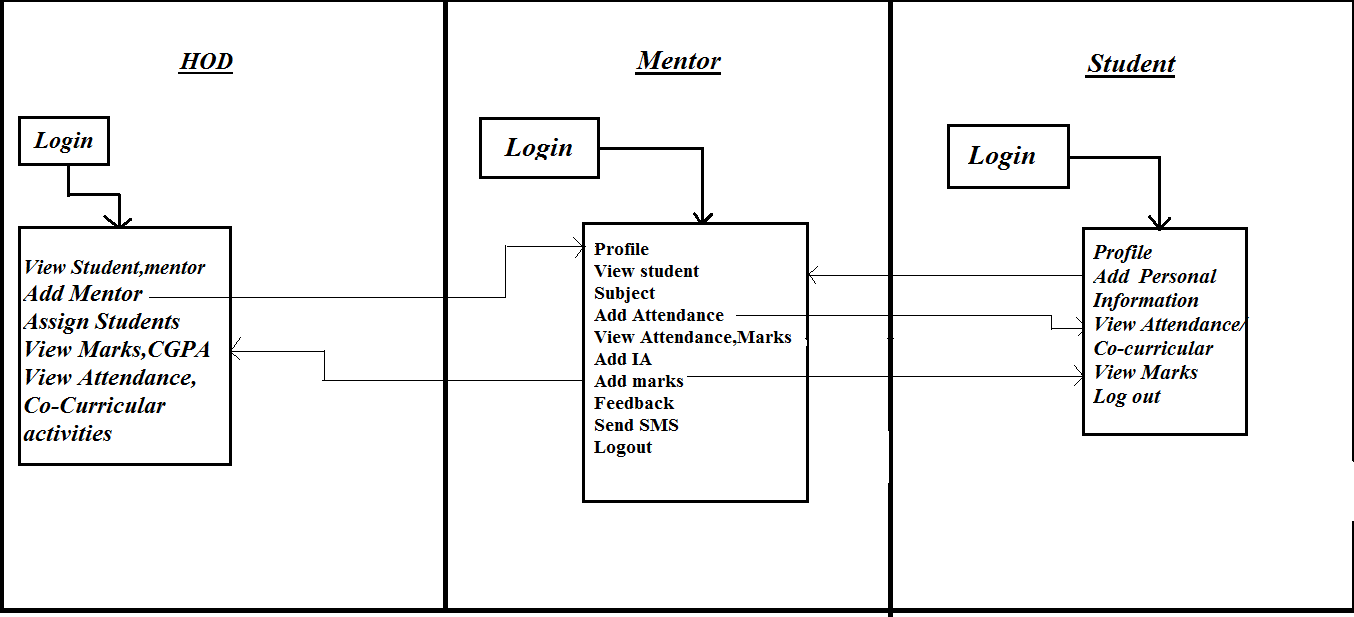 HOD
Login
View Student,mentor
Add Mentor
Assign Students
View Marks,CGPA
View Attendance,
Co-Curricular
activities
Mentor
Login
Profile
View student
Subject
Add Attendance
View Attendance,Marks
Add IA
Add marks
Feedback
Send SMS
Logout
Student
Login
Profile
Add Personal
Information
View Attendance/
Co-curricular
View Marks
Log out